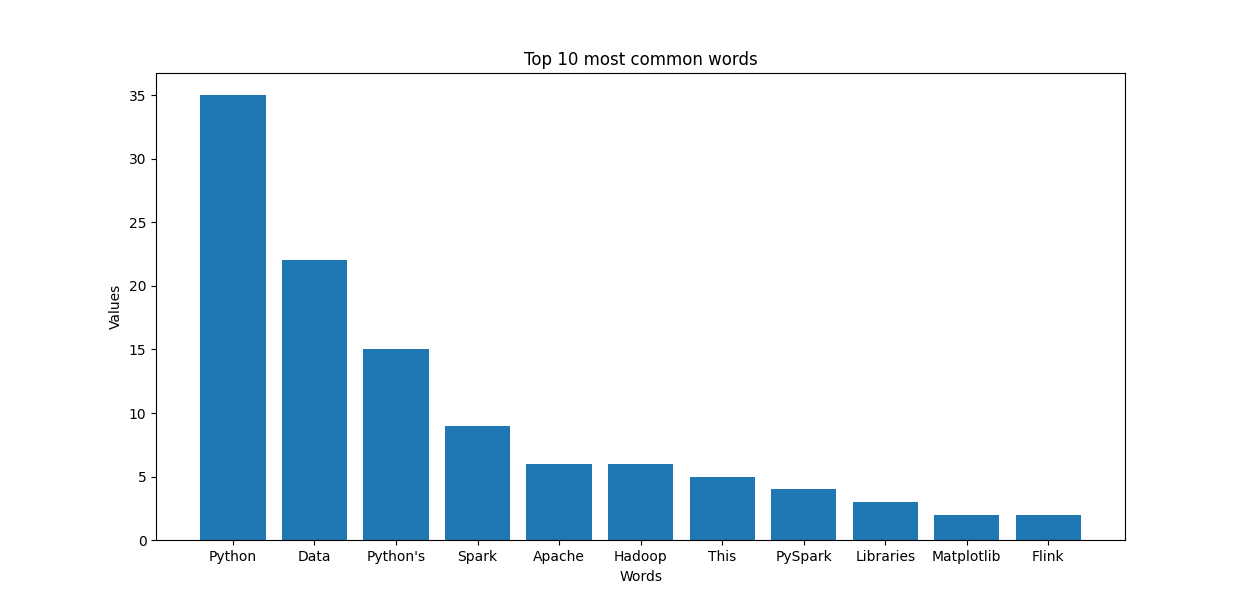 Top 10 most common words
35
30
25
20
15
10
5
0
Values
Python Data Python's Spark Apache Hadoop This PySpark Libraries Matplotlib Flink
Words